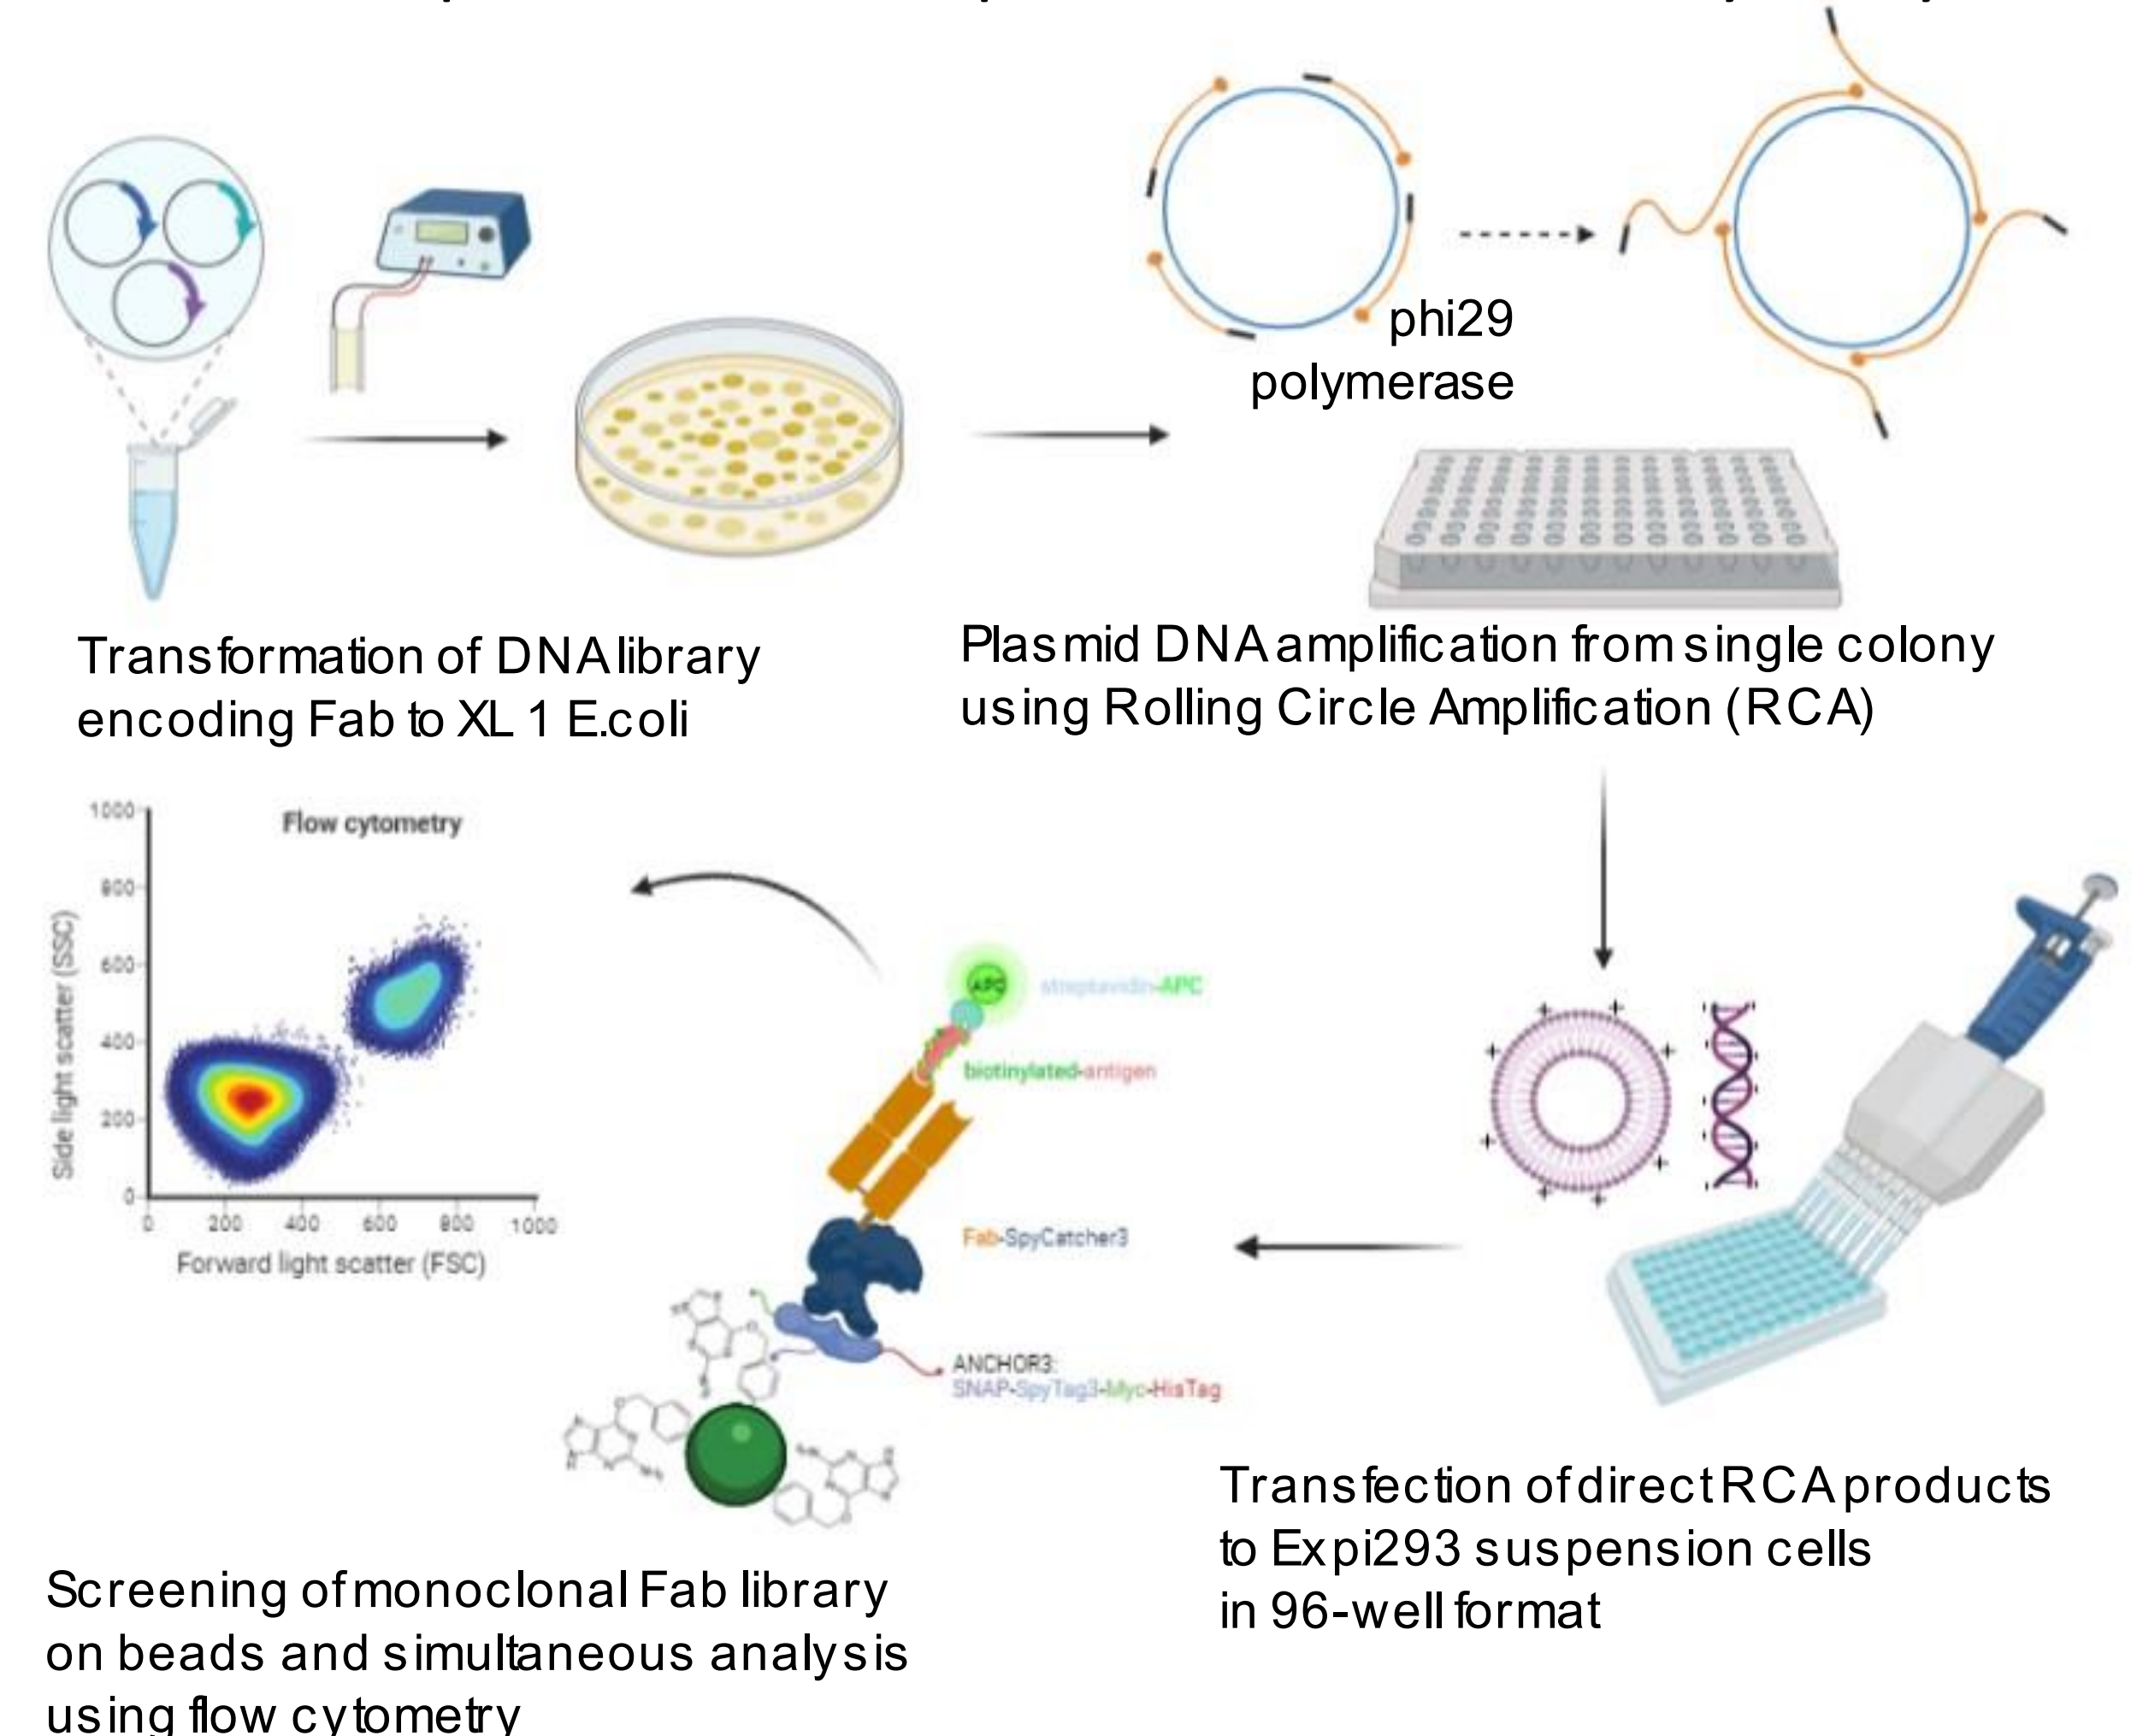 phi29
polymerase
Transformation of DNA library
encoding Fab to XL 1 E.coli
Plasmid DNA amplification from single colony
using Rolling Circle Amplification (RCA)
Flow cytometry
1000
800
600
400
200
0
Side light scatter (SSC)
0 200 400 600 800 1000
Forward light scatter (FSC)
APC
streptavidin-APC
biotinylated-antigen
Fab-SpyCatcher3
ANCHOR3:
SNAP-SpyTag3-Myc-HisTag
Transfection of direct RCA products
to Expi293 suspension cells
in 96-well format
Screening of monoclonal Fab library
on beads and simultaneous analysis
using flow cytometry